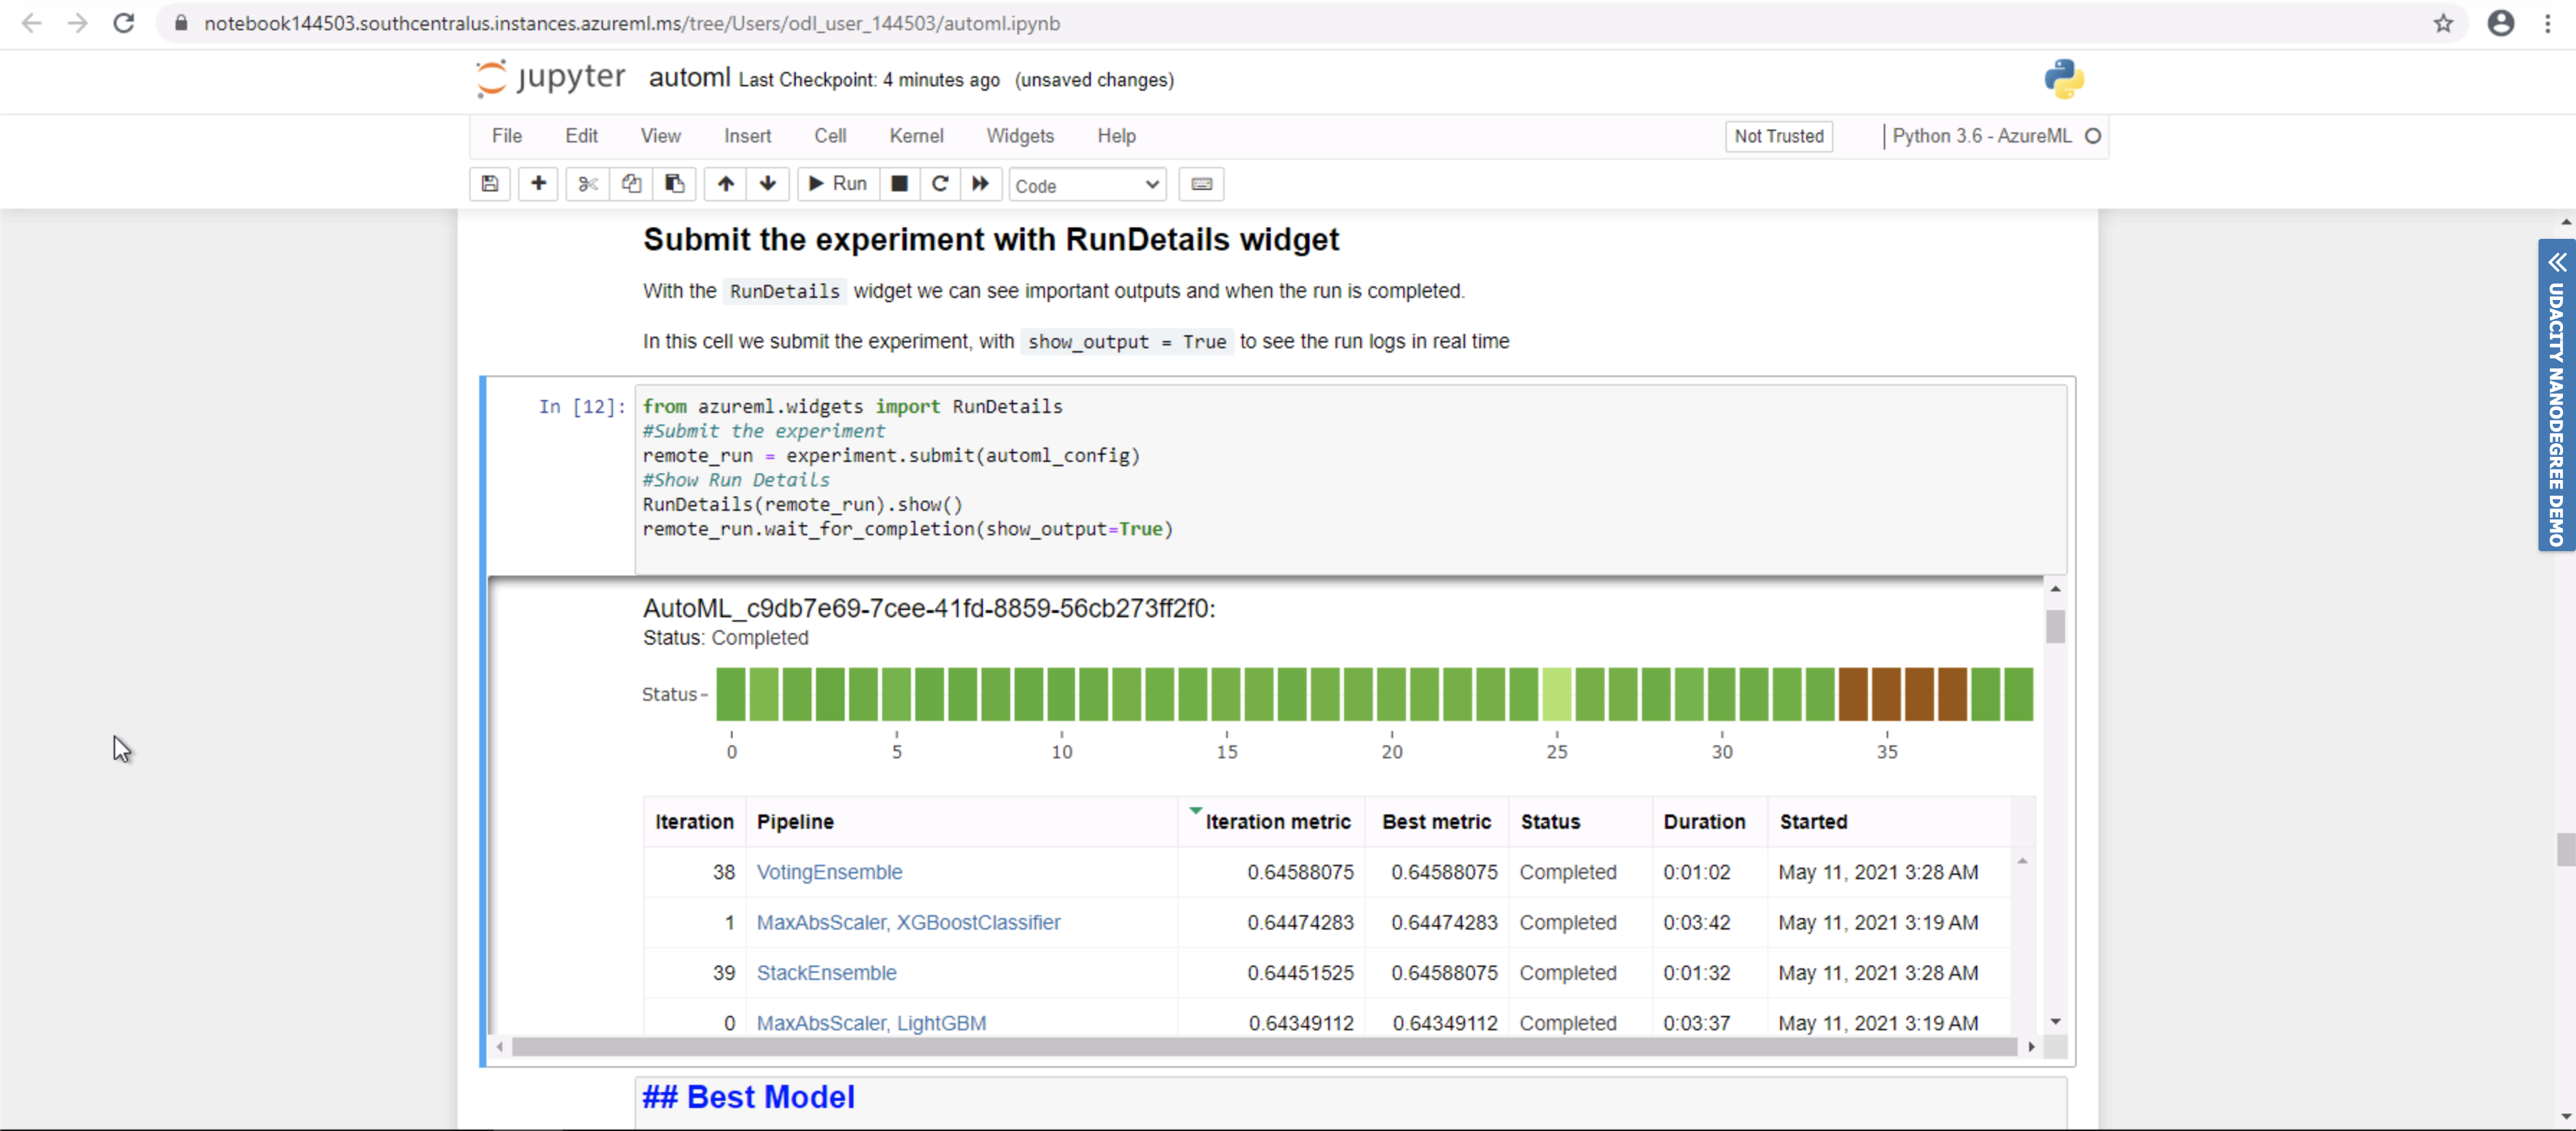 notebook144503.southcentralus.instances.azureml.ms/tree/Users/odl_user_144503/automl.ipynb
jupyter automl Last Checkpoint: 4 minutes ago (unsaved changes)
File Edit View Insert Cell Kernel Widgets Help Not Trusted Python 3.6 - AzureML
Run Code
Submit the experiment with RunDetails widget
With the RunDetails widget we can see important outputs and when the run is completed.
In this cell we submit the experiment, with show_output = True to see the run logs in real time
In [12]: from azureml.widgets import RunDetails
#Submit the experiment
remote_run = experiment.submit(automl_config)
#Show Run Details
RunDetails(remote_run).show()
remote_run.wait_for_completion(show_output=True)
AutoML_c9db7e69-7cee-41fd-8859-56cb273ff2f0:
Status: Completed
Status
0 5 10 15 20 25 30 35
Iteration Pipeline Iteration metric Best metric Status Duration Started
38 VotingEnsemble 0.64588075 0.64588075 Completed 0:01:02 May 11, 2021 3:28 AM
1 MaxAbsScaler, XGBoostClassifier 0.64474283 0.64474283 Completed 0:03:42 May 11, 2021 3:19 AM
39 StackEnsemble 0.64451525 0.64588075 Completed 0:01:32 May 11, 2021 3:28 AM
0 MaxAbsScaler, LightGBM 0.64349112 0.64349112 Completed 0:03:37 May 11, 2021 3:19 AM
## Best Model
UDACITY NANODEGREE DEMO